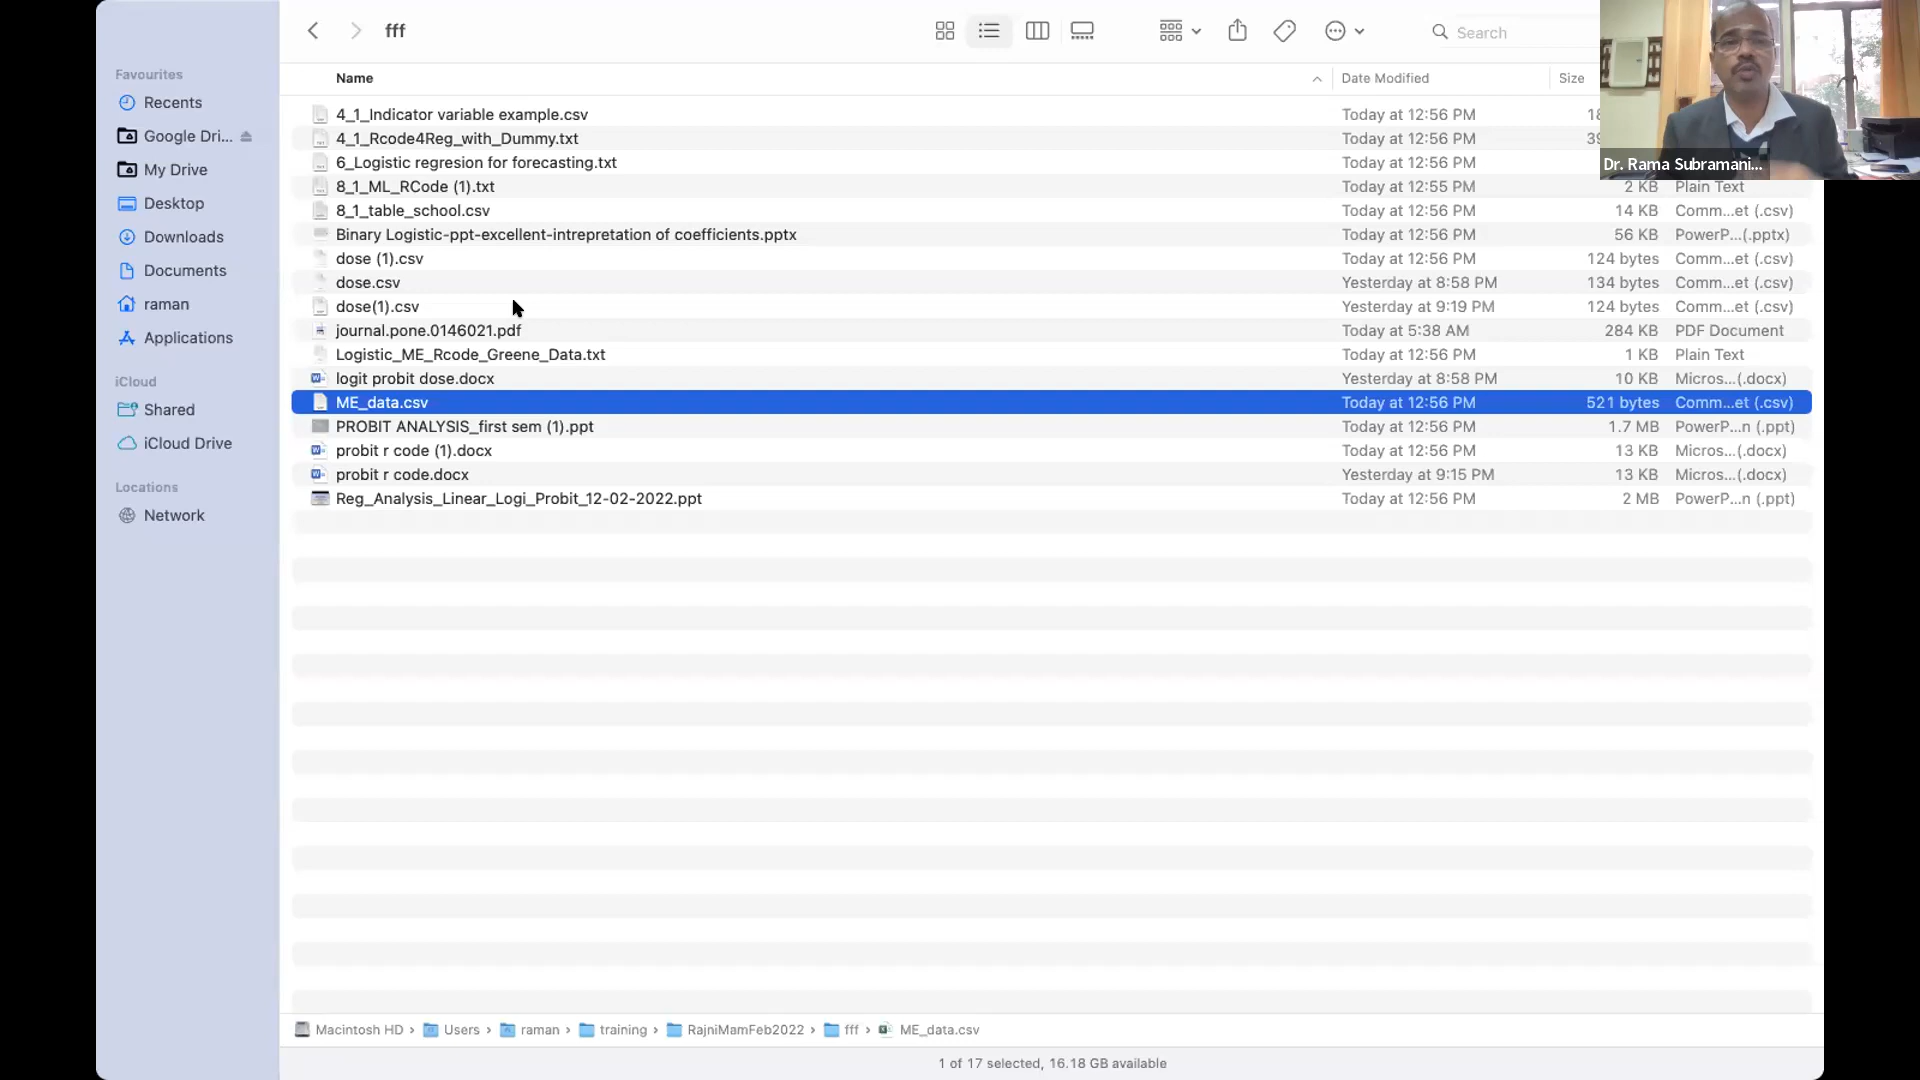 fff
Search
Favourites
Recents
Google Dri...
My Drive
Desktop
Downloads
Documents
raman
Applications
iCloud
Shared
iCloud Drive
Locations
Network
Name Date Modified Size
4_1_Indicator variable example.csv Today at 12:56 PM
4_1_Rcode4Reg_with_Dummy.txt Today at 12:56 PM
6_Logistic regresion for forecasting.txt Today at 12:56 PM
8_1_ML_RCode (1).txt Today at 12:55 PM 2 KB Plain Text
8_1_table_school.csv Today at 12:56 PM 14 KB Comm...et (.csv)
Binary Logistic-ppt-excellent-intrepretation of coefficients.pptx Today at 12:56 PM 56 KB PowerP...(.pptx)
dose (1).csv Today at 12:56 PM 124 bytes Comm...et (.csv)
dose.csv Yesterday at 8:58 PM 134 bytes Comm...et (.csv)
dose(1).csv Yesterday at 9:19 PM 124 bytes Comm...et (.csv)
journal.pone.0146021.pdf Today at 5:38 AM 284 KB PDF Document
Logistic_ME_Rcode_Greene_Data.txt Today at 12:56 PM 1 KB Plain Text
logit probit dose.docx Yesterday at 8:58 PM 10 KB Micros...(.docx)
ME_data.csv Today at 12:56 PM 521 bytes Comm...et (.csv)
PROBIT ANALYSIS_first sem (1).ppt Today at 12:56 PM 1.7 MB PowerP...n (.ppt)
probit r code (1).docx Today at 12:56 PM 13 KB Micros...(.docx)
probit r code.docx Yesterday at 9:15 PM 13 KB Micros...(.docx)
Reg_Analysis_Linear_Logi_Probit_12-02-2022.ppt Today at 12:56 PM 2 MB PowerP...n (.ppt)
Dr. Rama Subramani...
Macintosh HD › Users › raman › training › RajniMamFeb2022 › fff › ME_data.csv
1 of 17 selected, 16.18 GB available